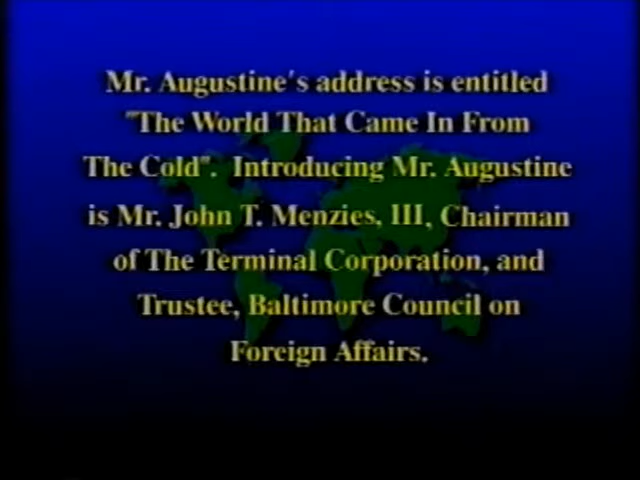 Mr. Augustine's address is entitled
"The World That Came In From
The Cold". Introducing Mr. Augustine
is Mr. John T. Menzies, III, Chairman
of The Terminal Corporation, and
Trustee, Baltimore Council on
Foreign Affairs.